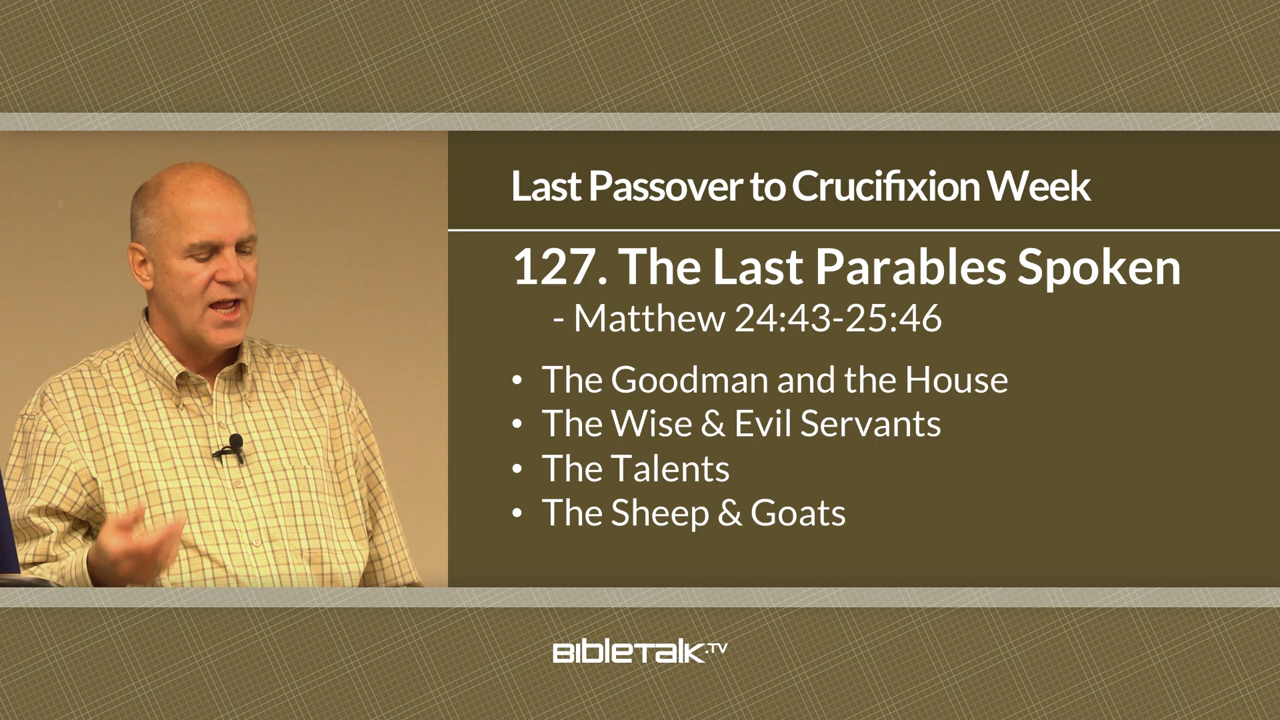 Last Passover to Crucifixion Week
127. The Last Parables Spoken
- Matthew 24:43-25:46
• The Goodman and the House
• The Wise & Evil Servants
• The Talents
• The Sheep & Goats
BibleTalk.TV